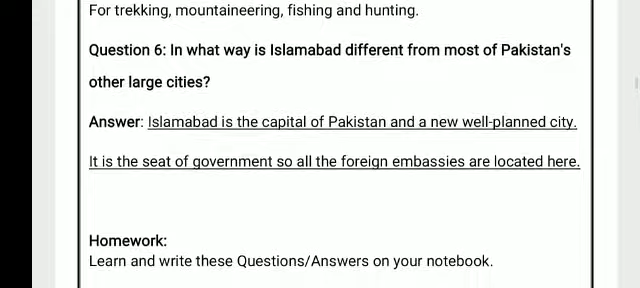 For trekking, mountaineering, fishing and hunting.
Question 6: In what way is Islamabad different from most of Pakistan's
other large cities?
Answer: Islamabad is the capital of Pakistan and a new well-planned city.
It is the seat of government so all the foreign embassies are located here.
Homework:
Learn and write these Questions/Answers on your notebook.